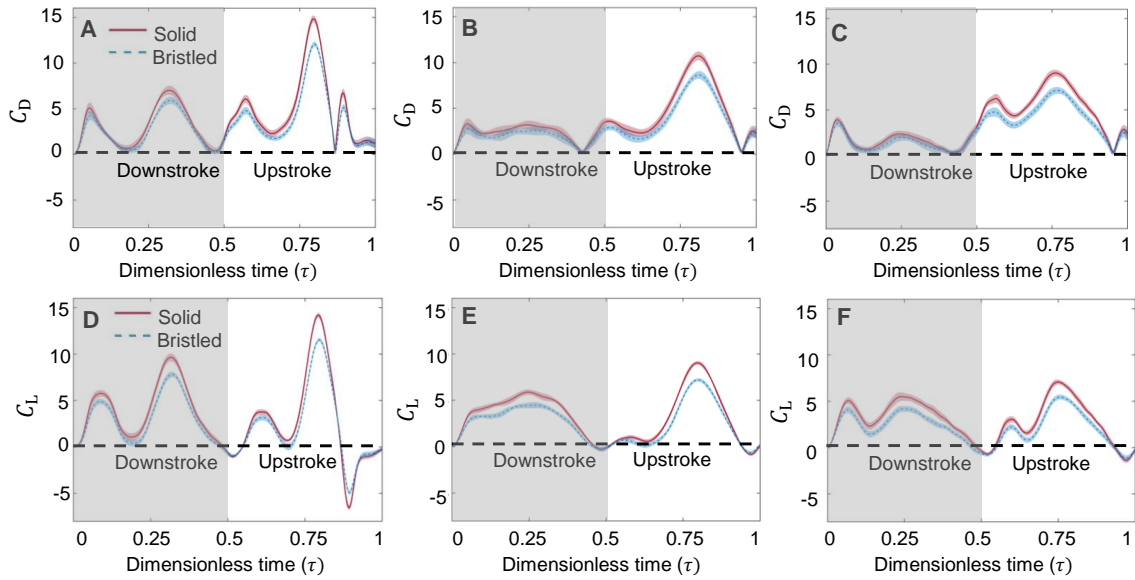 A
Solid
Bristled
C_D
15
10
5
0
-5
Downstroke
Upstroke
0
0.25
0.5
0.75
1
Dimensionless time (τ)
B
C_D
15
10
5
0
-5
Downstroke
Upstroke
0
0.25
0.5
0.75
1
Dimensionless time (τ)
C
C_D
15
10
5
0
-5
Downstroke
Upstroke
0
0.25
0.5
0.75
1
Dimensionless time (τ)
D
Solid
Bristled
C_L
15
10
5
0
-5
Downstroke
Upstroke
0
0.25
0.5
0.75
1
Dimensionless time (τ)
E
C_L
15
10
5
0
-5
Downstroke
Upstroke
0
0.25
0.5
0.75
1
Dimensionless time (τ)
F
C_L
15
10
5
0
-5
Downstroke
Upstroke
0
0.25
0.5
0.75
1
Dimensionless time (τ)